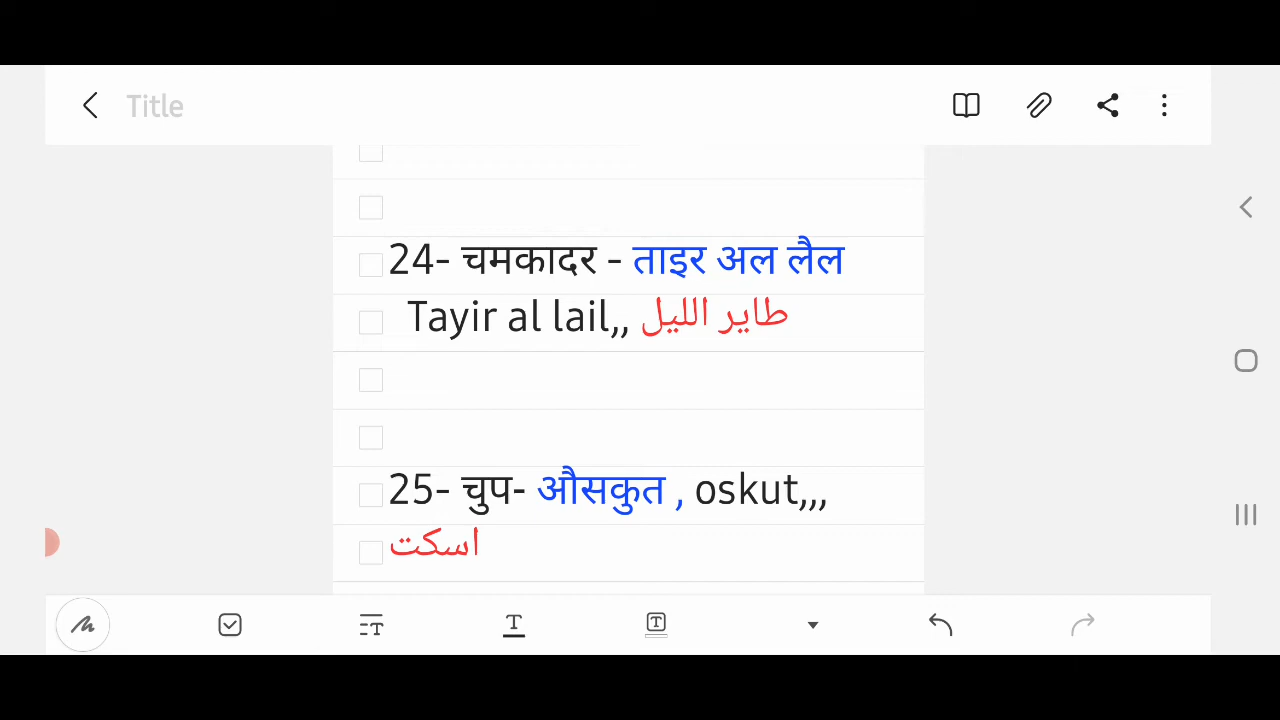 Title
24- चमकादर - ताइर अल लैल
Tayir al lail,, طاير الليل
25- चुप- औसकुत , oskut,,,
اسكت